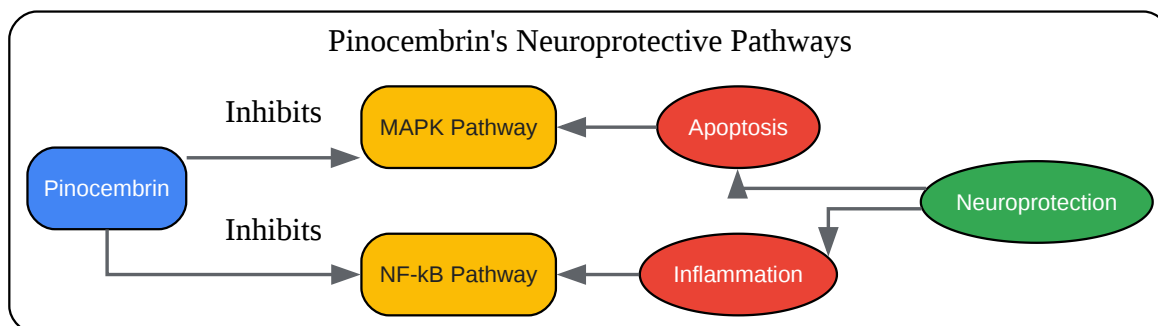 Pinocembrin's Neuroprotective Pathways
Inhibits
MAPK Pathway
Apoptosis
Pinocembrin
Neuroprotection
Inhibits
NF-kB Pathway
Inflammation